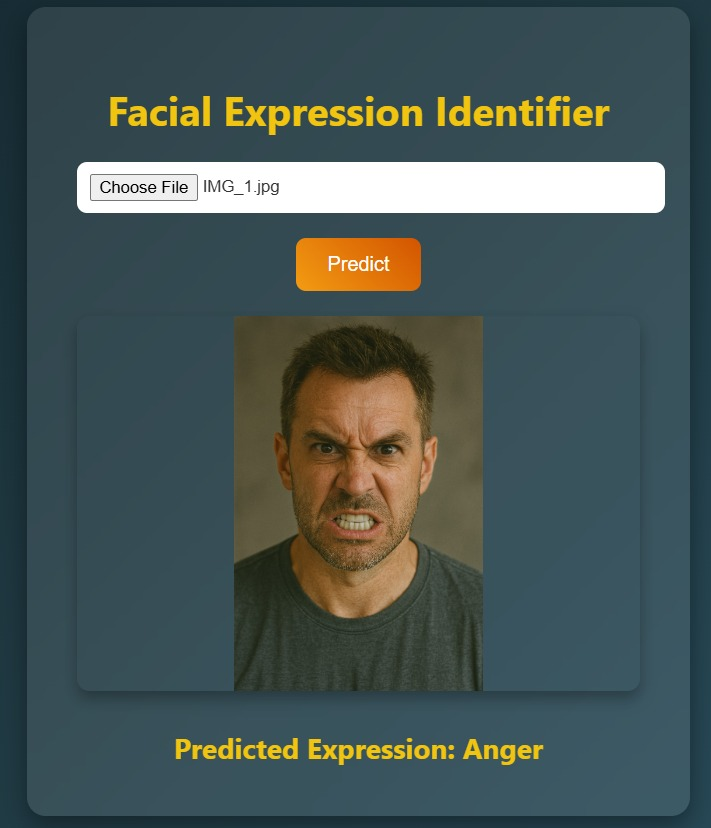 Facial Expression Identifier
Choose File IMG_1.jpg
Predict
Predicted Expression: Anger